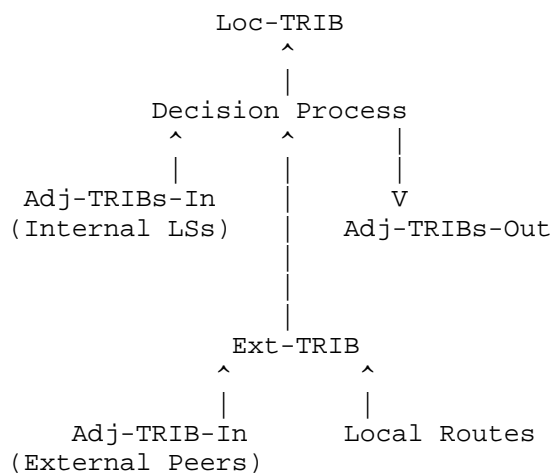 Loc-TRIB
Decision Process
Adj-TRIBs-In
(Internal LSs)
Adj-TRIBs-Out
Ext-TRIB
Adj-TRIB-In
(External Peers)
Local Routes